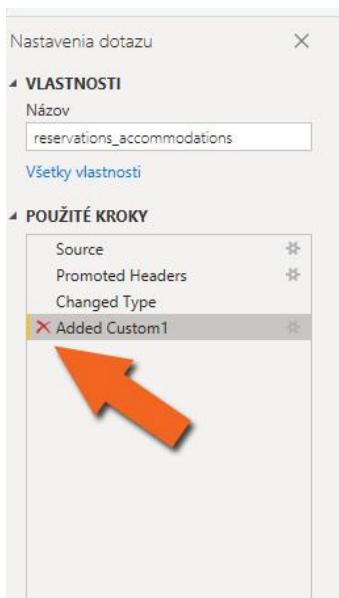 Nastavenia dotazu
VLASTNOSTI
Názov
reservations_accommodations
Všetky vlastnosti
POUŽITÉ KROKY
Source
Promoted Headers
Changed Type
Added Custom1